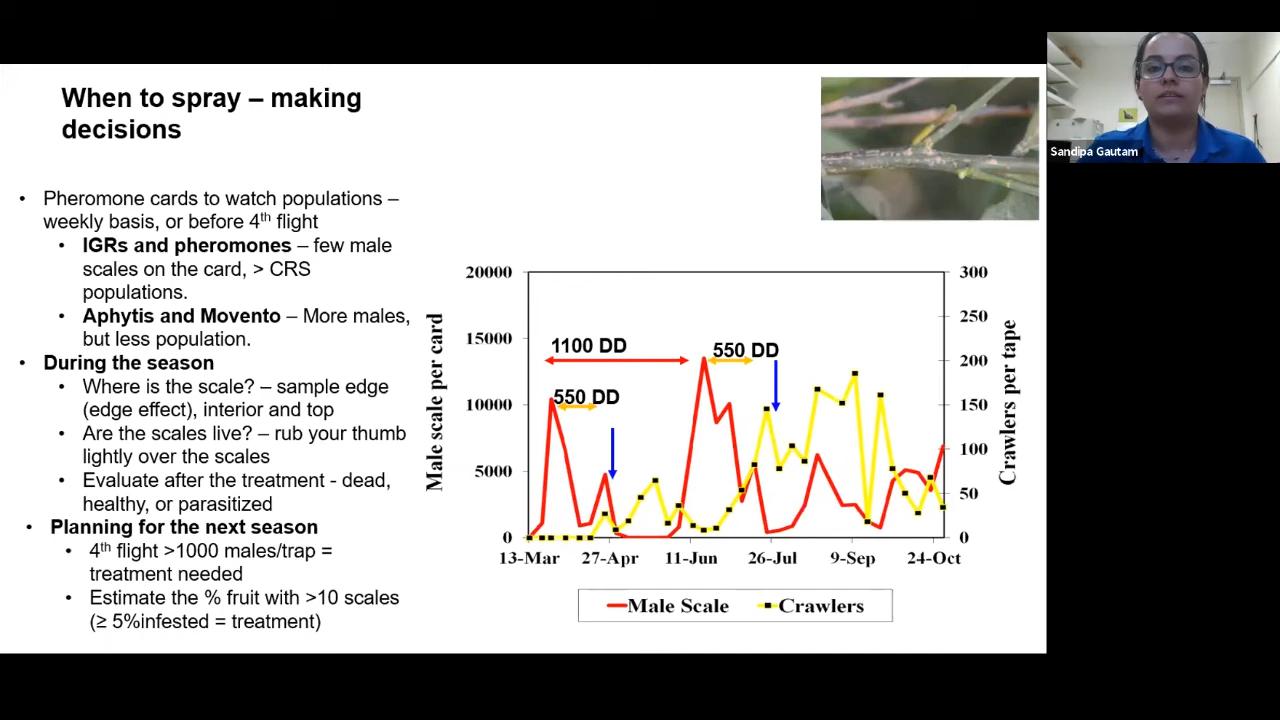 When to spray – making
decisions
• Pheromone cards to watch populations –
weekly basis, or before 4th flight
• IGRs and pheromones – few male
scales on the card, > CRS
populations.
• Aphytis and Movento – More males,
but less population.
• During the season
• Where is the scale? – sample edge
(edge effect), interior and top
• Are the scales live? – rub your thumb
lightly over the scales
• Evaluate after the treatment - dead,
healthy, or parasitized
• Planning for the next season
• 4th flight >1000 males/trap =
treatment needed
• Estimate the % fruit with >10 scales
(≥ 5%infested = treatment)
Sandipa Gautam
Male scale per card
20000
15000
10000
5000
0
1100 DD
550 DD
550 DD
300
250
200
150
100
50
0
Crawlers per tape
13-Mar 27-Apr 11-Jun 26-Jul 9-Sep 24-Oct
Male Scale Crawlers